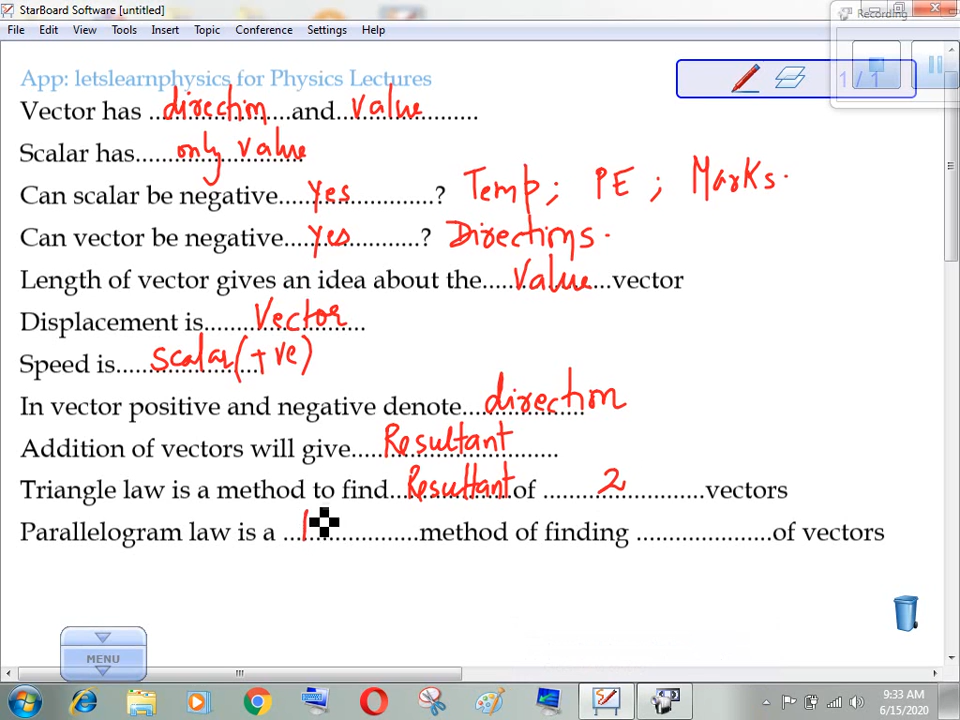 StarBoard Software [untitled]
Recording
File Edit View Tools Insert Topic Conference Settings Help
1 / 1
App: letslearnphysics for Physics Lectures
Vector has ...direction...and...value...
Scalar has...only value...
Can scalar be negative...yes...? Temp; PE; Marks.
Can vector be negative...yes...? Directions.
Length of vector gives an idea about the...value...vector
Displacement is...Vector...
Speed is...scalar(+ve)...
In vector positive and negative denote...direction...
Addition of vectors will give...Resultant...
Triangle law is a method to find...Resultant...of ...2...vectors
Parallelogram law is a ......method of finding ......of vectors
MENU
9:33 AM
6/15/2020